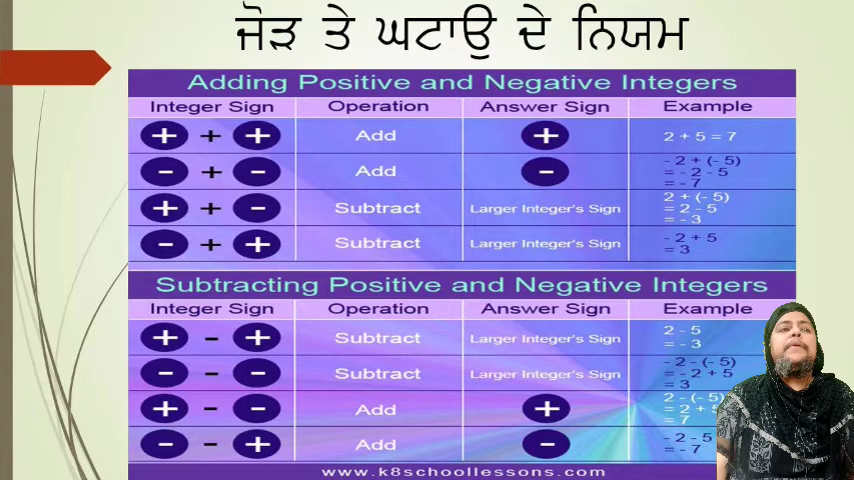 ਜੋੜ ਤੇ ਘਟਾਉ ਦੇ ਨਿਯਮ
Adding Positive and Negative Integers
Integer Sign Operation Answer Sign Example
+ + + Add + 2 + 5 = 7
- + - Add - - 2 + (- 5)
= - 2 - 5
= - 7
+ + - Subtract Larger Integer's Sign 2 + (- 5)
= 2 - 5
= - 3
- + + Subtract Larger Integer's Sign - 2 + 5
= 3
Subtracting Positive and Negative Integers
Integer Sign Operation Answer Sign Example
+ - + Subtract Larger Integer's Sign 2 - 5
= - 3
- - - Subtract Larger Integer's Sign - 2 - (- 5)
= - 2 + 5
= 3
+ - - Add + 2 - (- 5)
= 2 + 5
= 7
- - + Add - - 2 - 5
= - 7
www.k8schoollessons.com